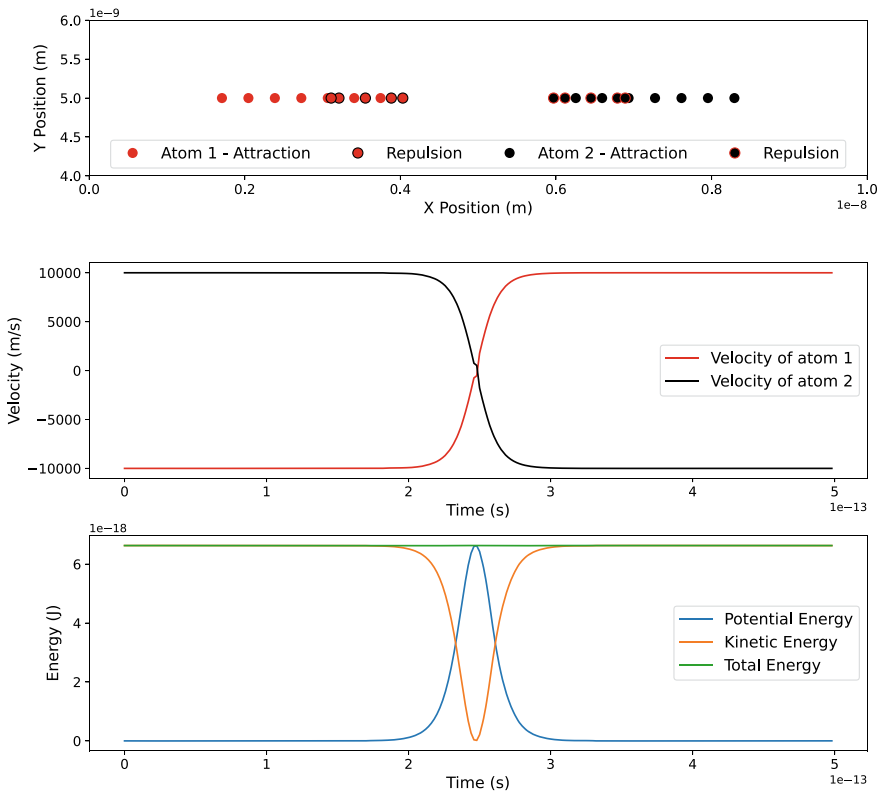 1e−9
6.0
5.5
5.0
4.5
4.0
Y Position (m)
Atom 1 - Attraction
Repulsion
Atom 2 - Attraction
Repulsion
0.0 0.2 0.4 0.6 0.8 1.0
X Position (m)
1e−8
10000
5000
0
−5000
−10000
Velocity (m/s)
Velocity of atom 1
Velocity of atom 2
0 1 2 3 4 5
Time (s)
1e−13
1e−18
6
4
2
0
Energy (J)
Potential Energy
Kinetic Energy
Total Energy
0 1 2 3 4 5
Time (s)
1e−13